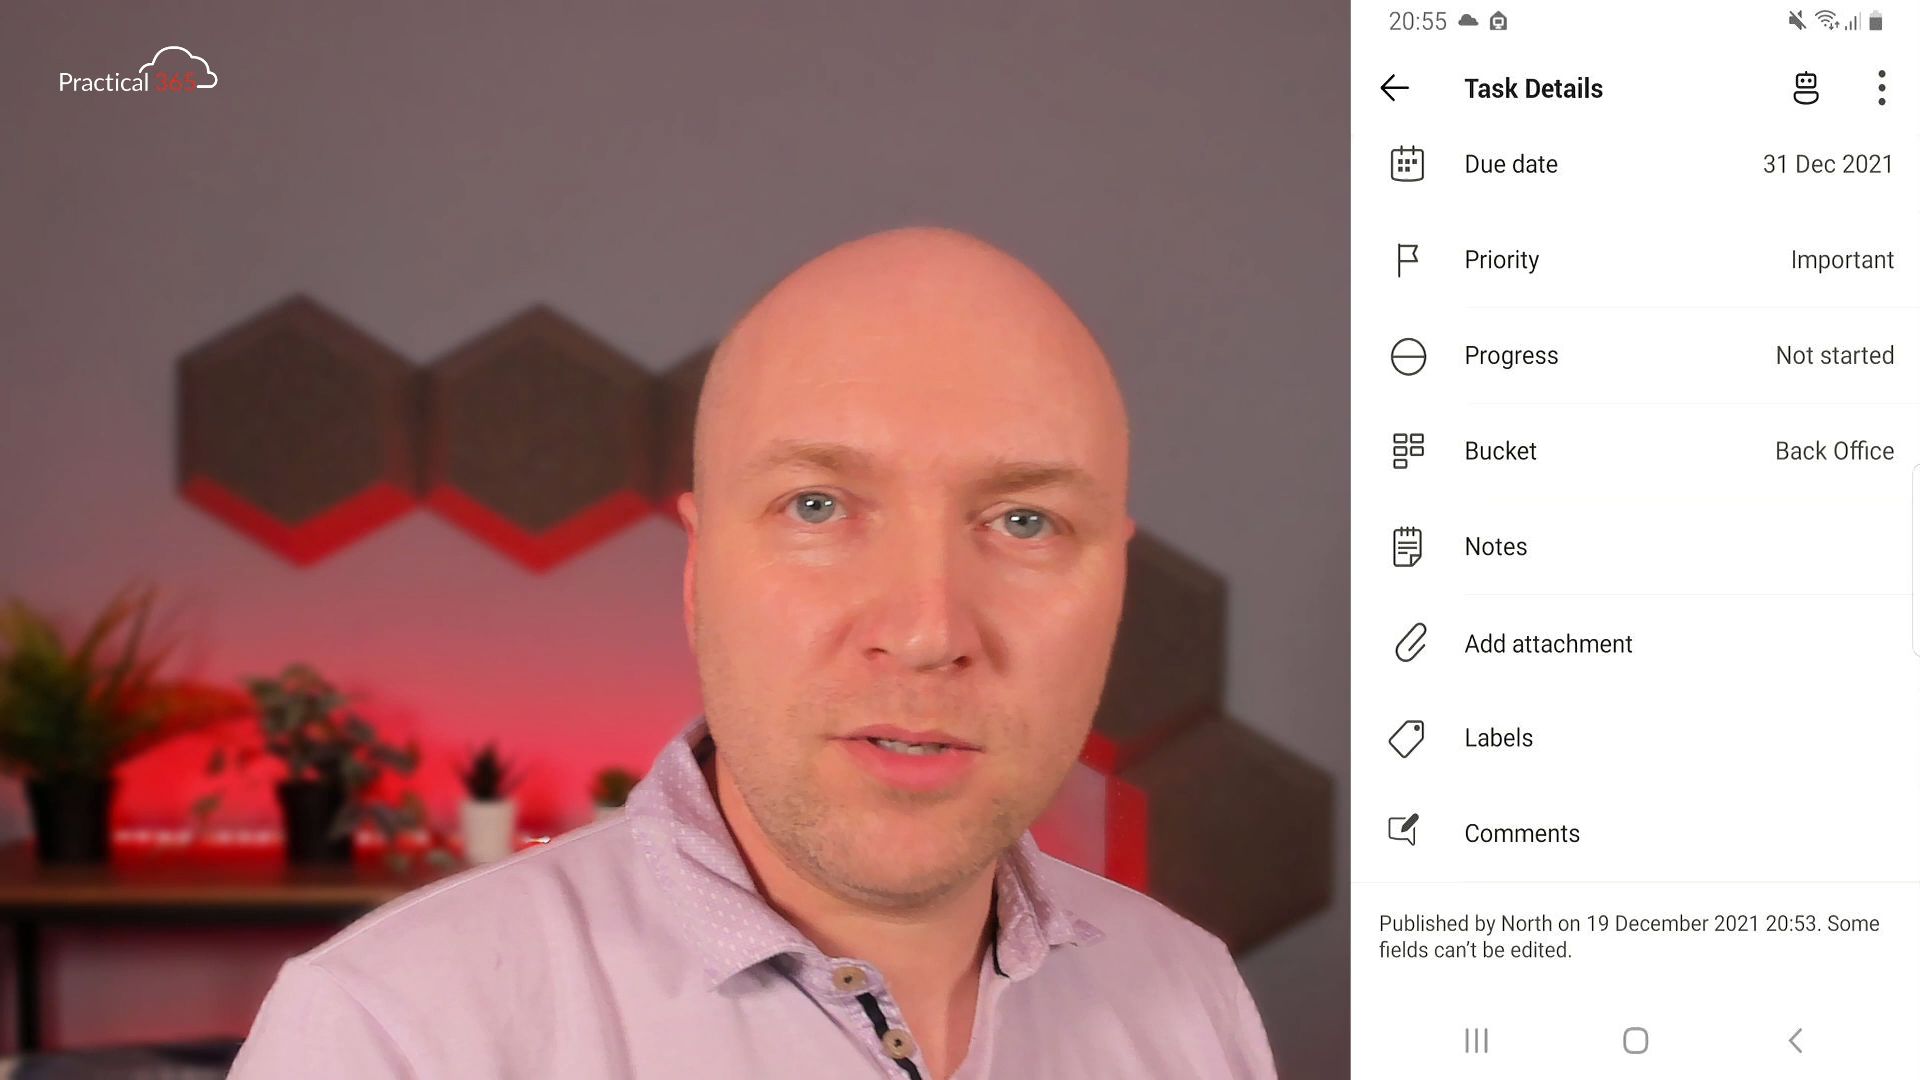 Practical 365
20:55
Task Details
Due date 31 Dec 2021
Priority Important
Progress Not started
Bucket Back Office
Notes
Add attachment
Labels
Comments
Published by North on 19 December 2021 20:53. Some
fields can't be edited.